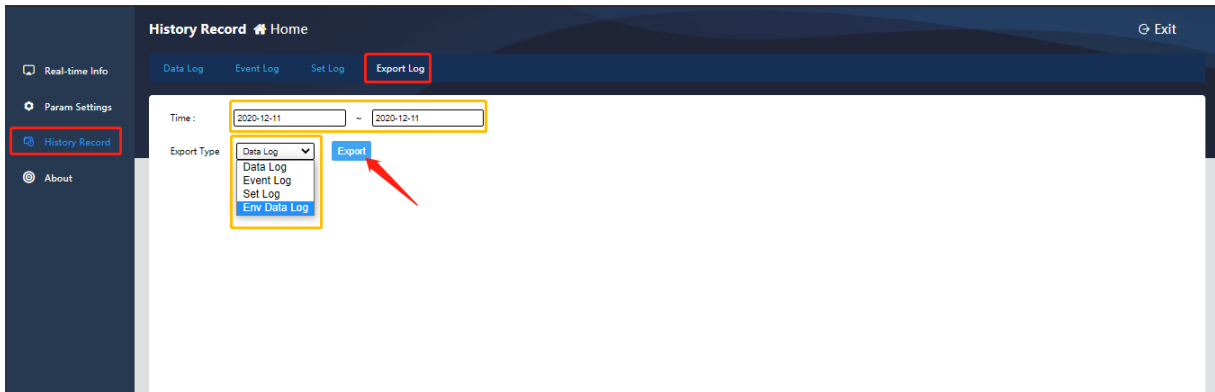 History Record Home
Exit
Real-time Info
Param Settings
History Record
About
Data Log Event Log Set Log Export Log
Time : 2020-12-11 ~ 2020-12-11
Export Type Data Log Export
Data Log
Event Log
Set Log
Env Data Log